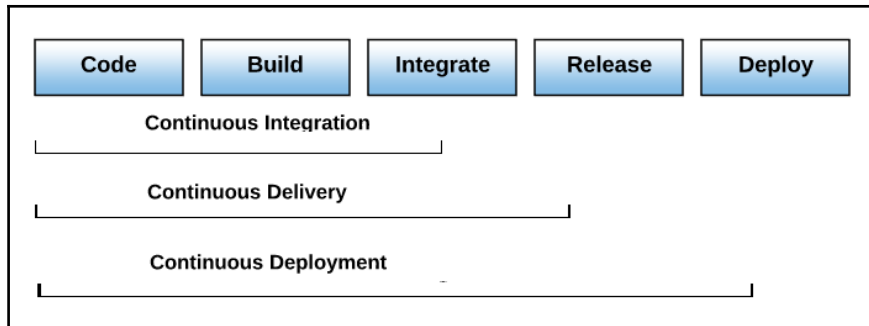 Code Build Integrate Release Deploy
Continuous Integration
Continuous Delivery
Continuous Deployment